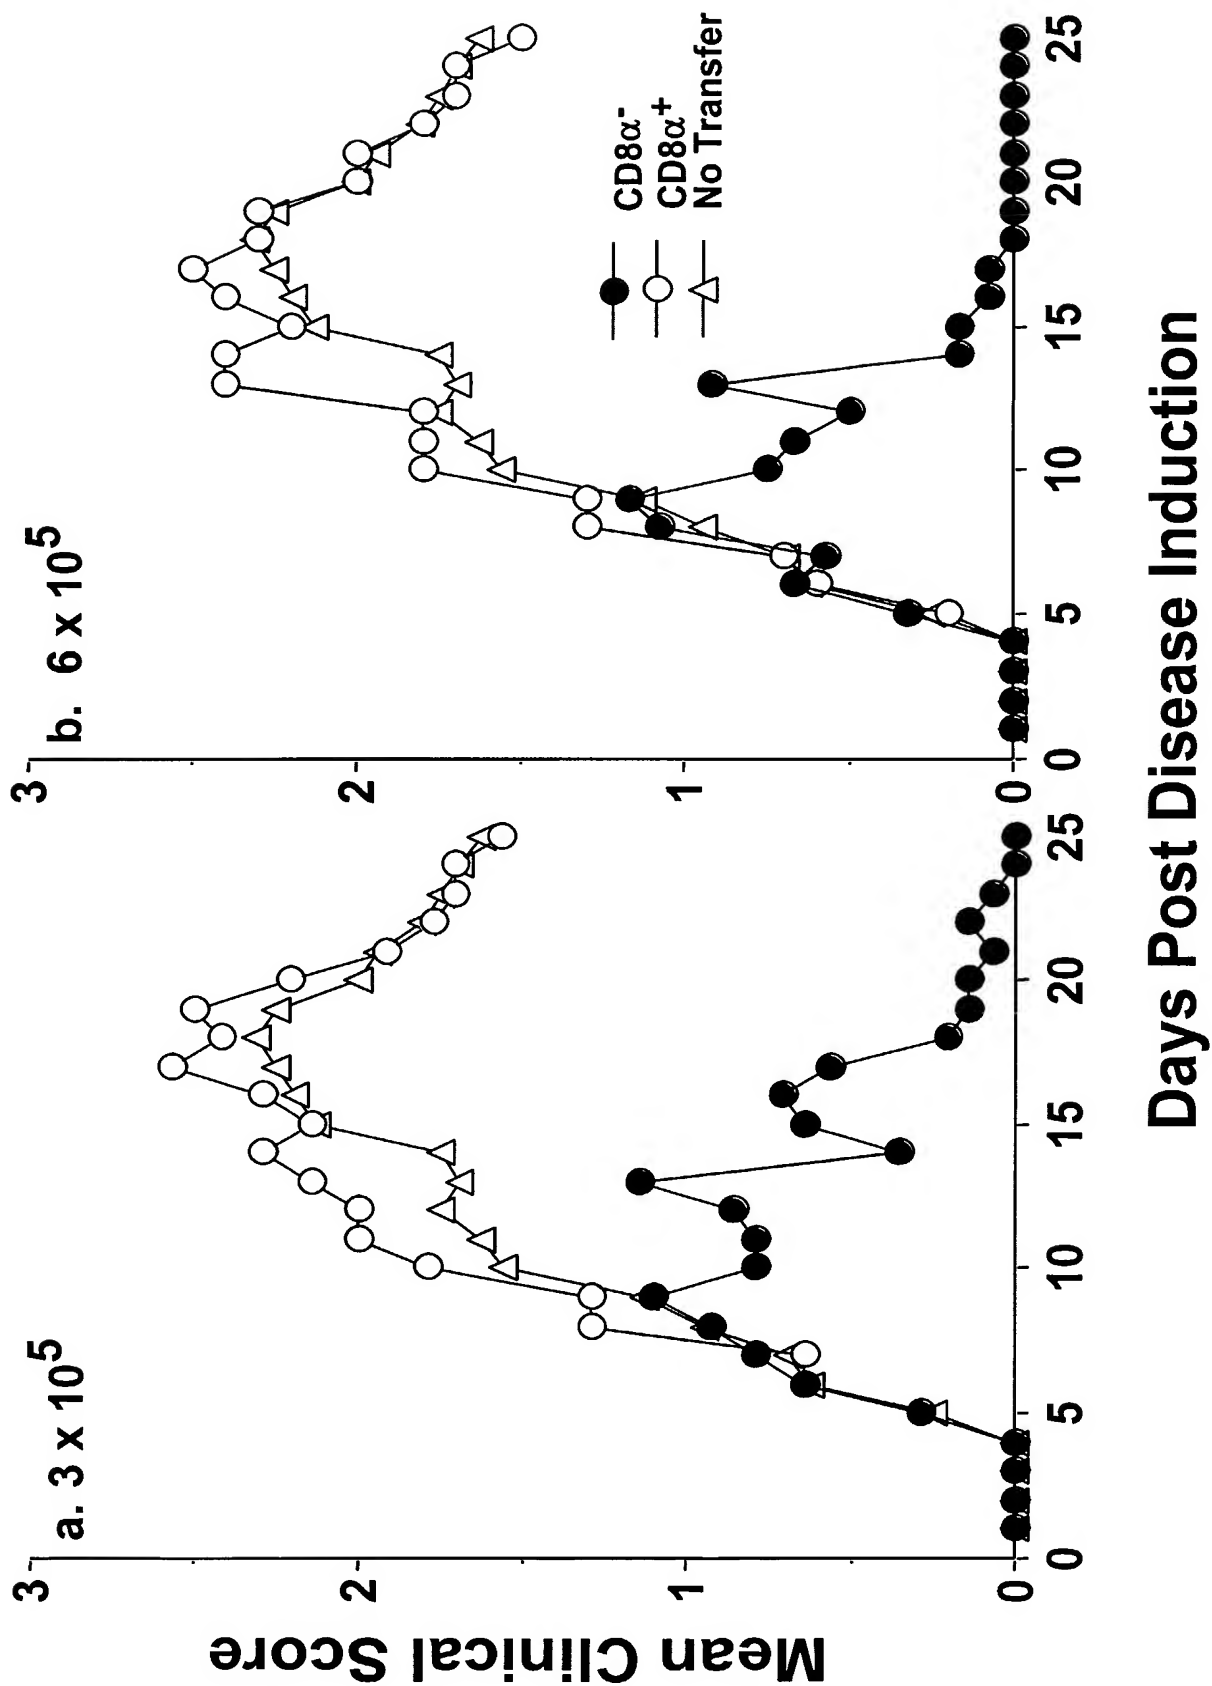 Mean Clinical Score
a. 3 x 10⁵
3
2
1
0
0 5 10 15 20 25
b. 6 x 10⁵
3
2
1
0
0 5 10 15 20 25
CD8α⁻
CD8α⁺
No Transfer
Days Post Disease Induction